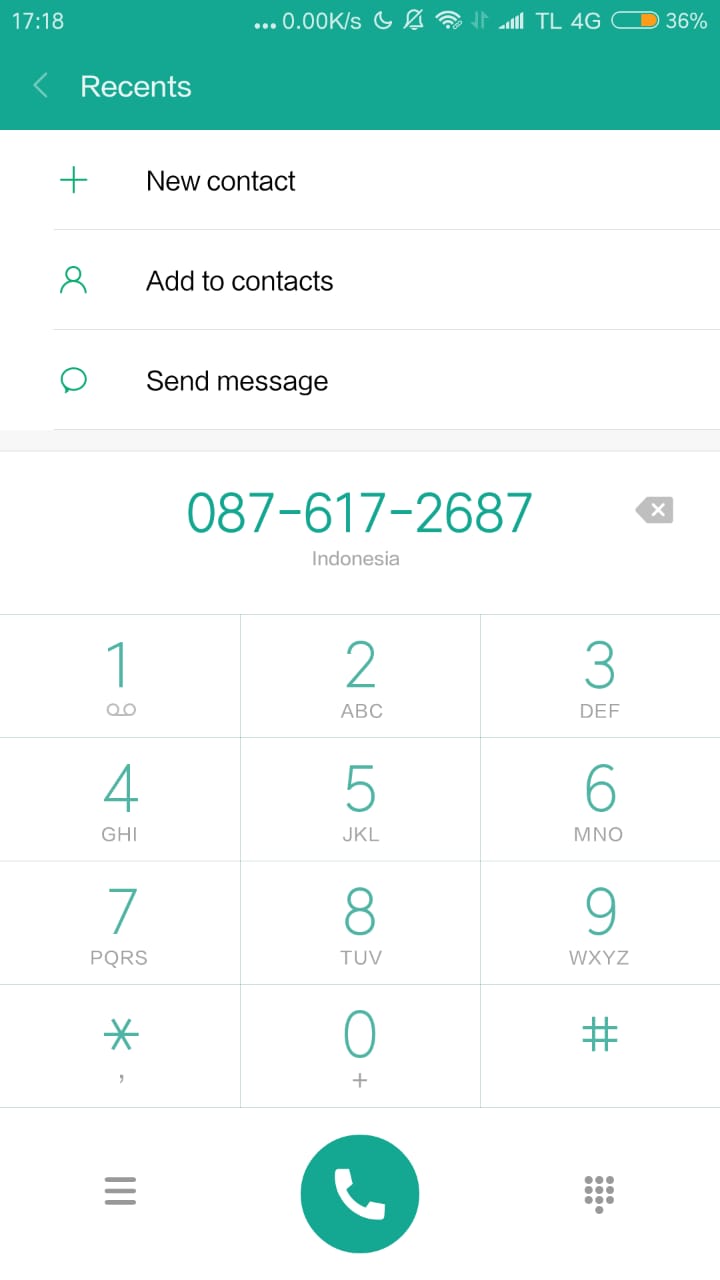 17:18 ... 0.00K/s TL 4G 36%
Recents
New contact
Add to contacts
Send message
087-617-2687
Indonesia
1 2 3
ABC DEF
4 5 6
GHI JKL MNO
7 8 9
PQRS TUV WXYZ
* 0 #
, +